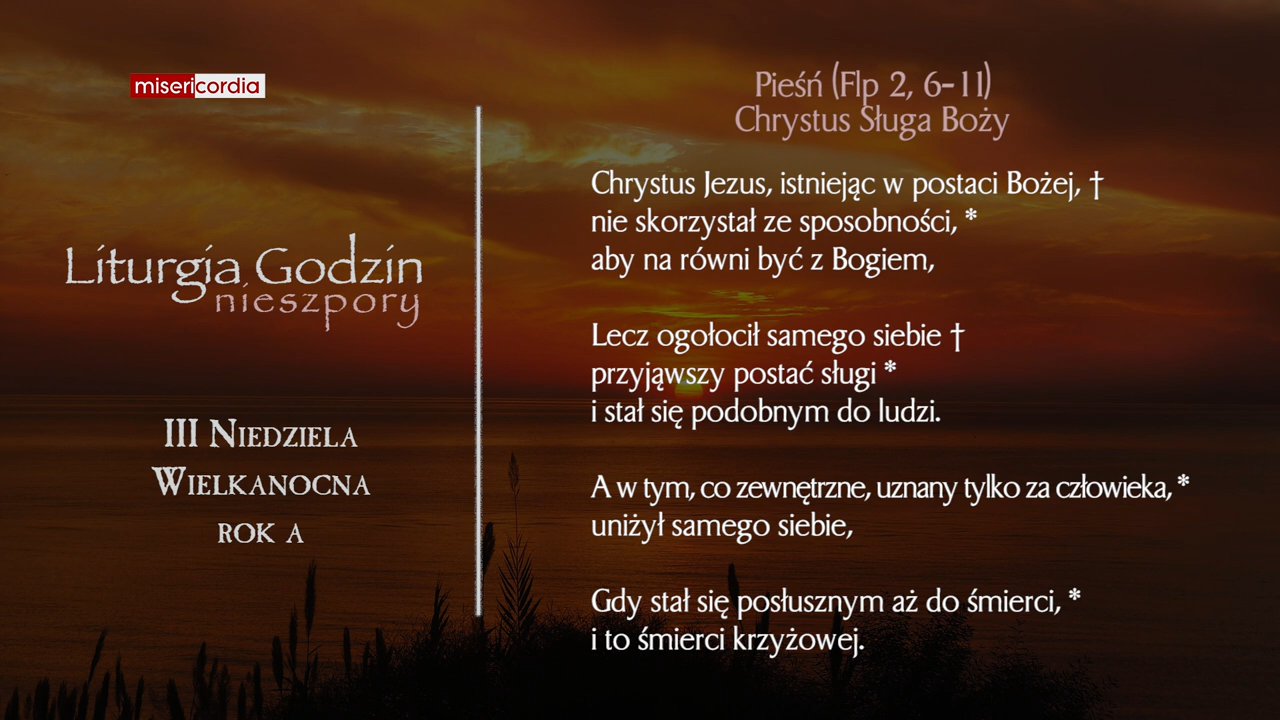 misericordia
Liturgia Godzin
nieszpory
III Niedziela
Wielkanocna
rok A
Pieśń (Flp 2, 6-11)
Chrystus Sługa Boży
Chrystus Jezus, istniejąc w postaci Bożej, †
nie skorzystał ze sposobności, *
aby na równi być z Bogiem,
Lecz ogołocił samego siebie †
przyjąwszy postać sługi *
i stał się podobnym do ludzi.
A w tym, co zewnętrzne, uznany tylko za człowieka, *
uniżył samego siebie,
Gdy stał się posłusznym aż do śmierci, *
i to śmierci krzyżowej.